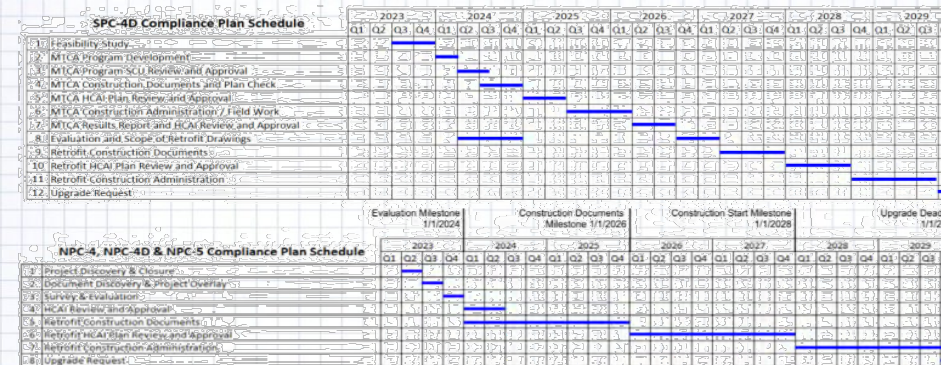 SPC-4D Compliance Plan Schedule
2023 2024 2025 2026 2027 2028 2029
Q1 Q2 Q3 Q4 Q1 Q2 Q3 Q4 Q1 Q2 Q3 Q4 Q1 Q2 Q3 Q4 Q1 Q2 Q3 Q4 Q1 Q2 Q3 Q4 Q1 Q2 Q3
1 Feasibility Study
2 MTCA Program Development
3 MTCA Program SCU Review and Approval
4 MTCA Construction Documents and Plan Check
5 MTCA HCAI Plan Review and Approval
6 MTCA Construction Administration / Field Work
7 MTCA Results Report and HCAI Review and Approval
8 Evaluation and Scope of Retrofit Drawings
9 Retrofit Construction Documents
10 Retrofit HCAI Plan Review and Approval
11 Retrofit Construction Administration
12 Upgrade Request
Evaluation Milestone Construction Documents Construction Start Milestone Upgrade Dead
1/1/2024 Milestone 1/1/2026 1/1/2028 1/1/
NPC-4, NPC-4D & NPC-5 Compliance Plan Schedule
2023 2024 2025 2026 2027 2028 2029
Q1 Q2 Q3 Q4 Q1 Q2 Q3 Q4 Q1 Q2 Q3 Q4 Q1 Q2 Q3 Q4 Q1 Q2 Q3 Q4 Q1 Q2 Q3 Q4 Q1 Q2 Q3
1 Project Discovery & Closure
2 Document Discovery & Project Overlay
3 Survey & Evaluation
4 HCAI Review and Approval
5 Retrofit Construction Documents
6 Retrofit HCAI Plan Review and Approval
7 Retrofit Construction Administration
8 Upgrade Request